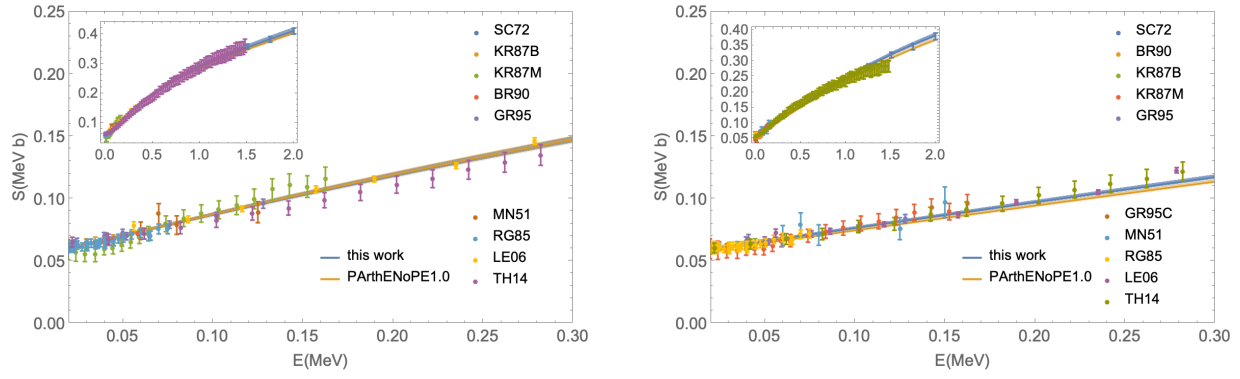 0.25
0.20
0.15
0.10
0.05
0.00
S(MeV b)
0.4
0.3
0.2
0.1
0.0 0.5 1.0 1.5 2.0
SC72
KR87B
KR87M
BR90
GR95
MN51
RG85
LE06
TH14
this work
PArthENoPE1.0
0.05 0.10 0.15 0.20 0.25 0.30
E(MeV)
0.25
0.20
0.15
0.10
0.05
0.00
S(MeV b)
0.40
0.35
0.30
0.25
0.20
0.15
0.10
0.05
0.0 0.5 1.0 1.5 2.0
SC72
BR90
KR87B
KR87M
GR95
GR95C
MN51
RG85
LE06
TH14
this work
PArthENoPE1.0
0.05 0.10 0.15 0.20 0.25 0.30
E(MeV)